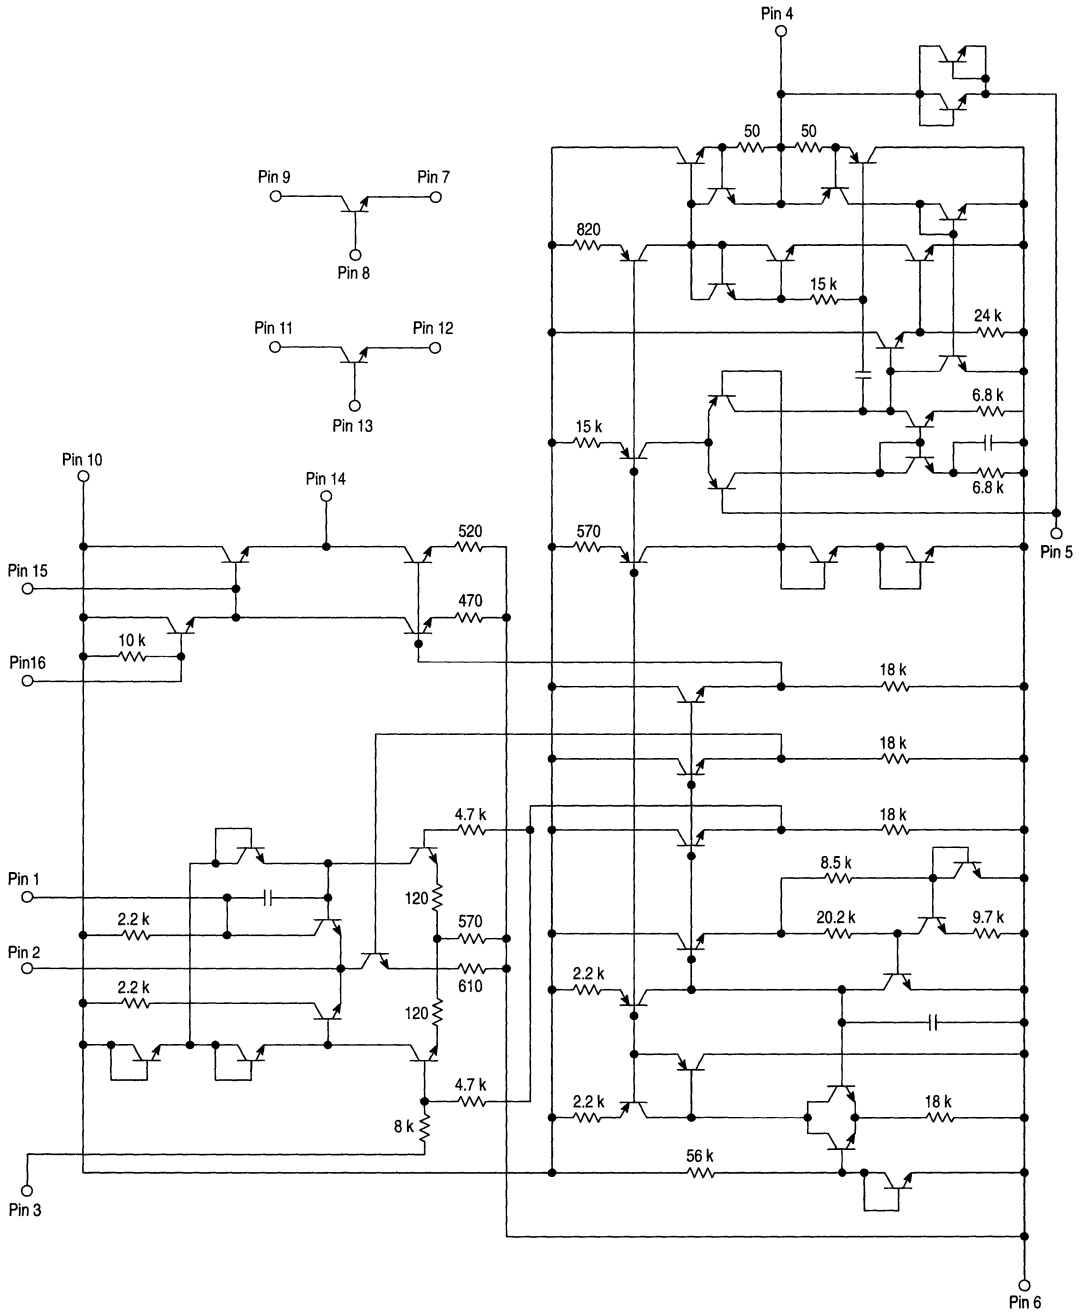 Pin 4
50
50
Pin 9
Pin 7
820
Pin 8
15 k
24 k
Pin 11
Pin 12
6.8 k
Pin 13
15 k
Pin 10
Pin 14
6.8 k
520
570
Pin 5
Pin 15
470
10 k
Pin16
18 k
18 k
4.7 k
18 k
8.5 k
Pin 1
120
2.2 k
570
20.2 k
9.7 k
Pin 2
2.2 k
610
2.2 k
120
4.7 k
2.2 k
18 k
8 k
56 k
Pin 3
Pin 6